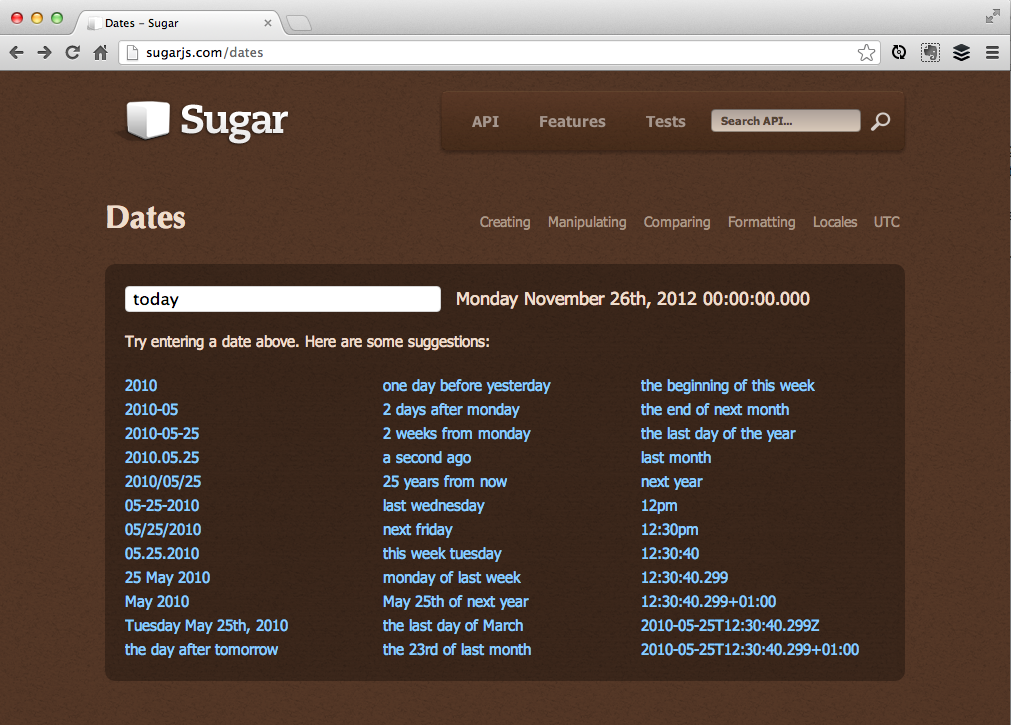 Dates – Sugar
sugarjs.com/dates
Sugar
API Features Tests Search API...
Dates
Creating Manipulating Comparing Formatting Locales UTC
today Monday November 26th, 2012 00:00:00.000
Try entering a date above. Here are some suggestions:
2010 one day before yesterday the beginning of this week
2010-05 2 days after monday the end of next month
2010-05-25 2 weeks from monday the last day of the year
2010.05.25 a second ago last month
2010/05/25 25 years from now next year
05-25-2010 last wednesday 12pm
05/25/2010 next friday 12:30pm
05.25.2010 this week tuesday 12:30:40
25 May 2010 monday of last week 12:30:40.299
May 2010 May 25th of next year 12:30:40.299+01:00
Tuesday May 25th, 2010 the last day of March 2010-05-25T12:30:40.299Z
the day after tomorrow the 23rd of last month 2010-05-25T12:30:40.299+01:00